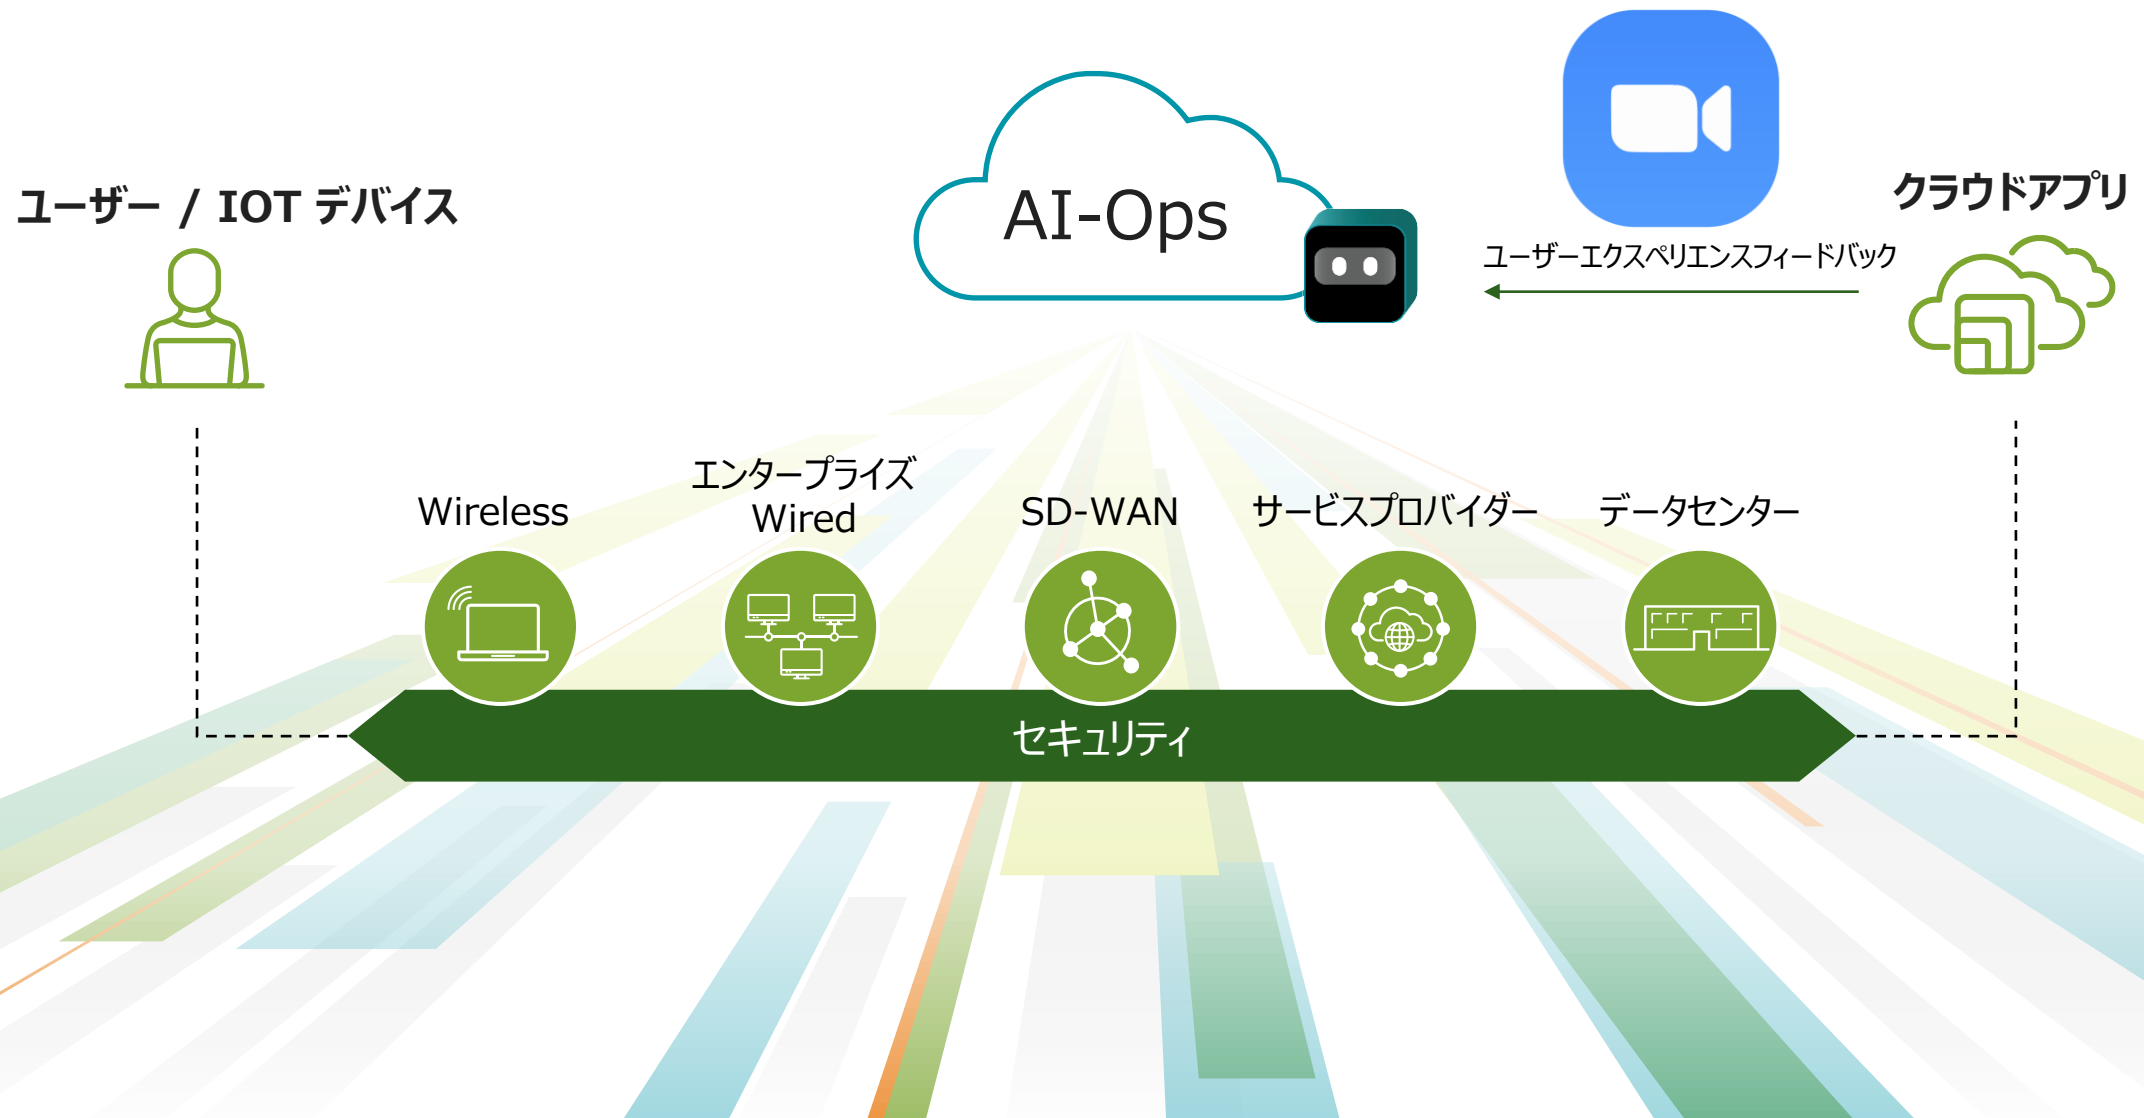 AI-Ops
ユーザー / IOT デバイス
クラウドアプリ
ユーザーエクスペリエンスフィードバック
Wireless
エンタープライズ
Wired
SD-WAN
サービスプロバイダー
データセンター
セキュリティ